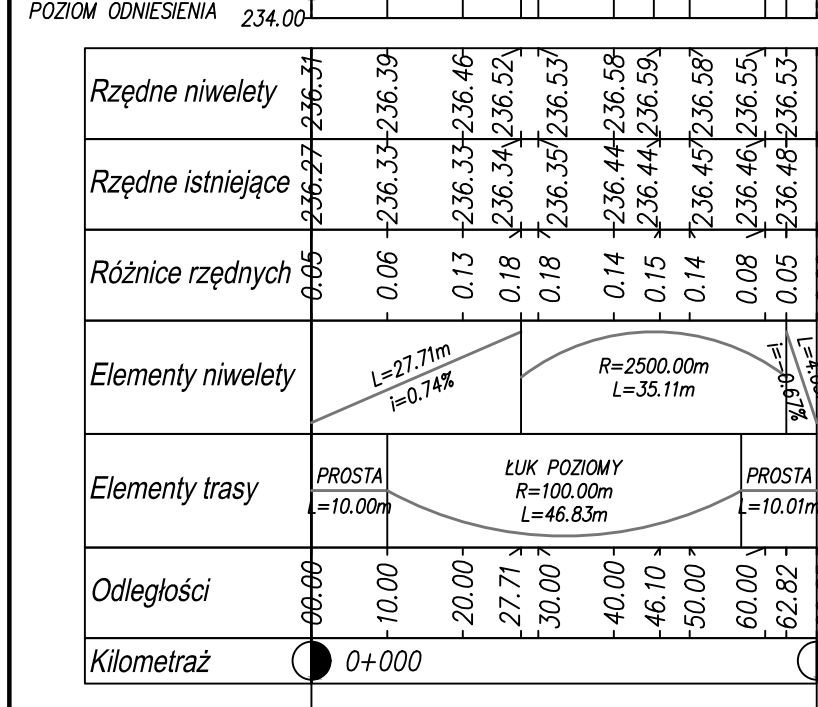 POZIOM ODNIESIENIA 234.00
Rzędne niwelety 236.31 236.39 236.46 236.52 236.53 236.58 236.59 236.58 236.55 236.53
Rzędne istniejące 236.27 236.33 236.33 236.34 236.35 236.44 236.44 236.45 236.46 236.48
Różnice rzędnych 0.05 0.06 0.13 0.18 0.18 0.14 0.15 0.14 0.08 0.05
Elementy niwelety
L=27.71m
i=0.74%
R=2500.00m
L=35.11m
i=-0.67%
Elementy trasy
PROSTA
L=10.00m
ŁUK POZIOMY
R=100.00m
L=46.83m
PROSTA
L=10.01m
Odległości 00.00 10.00 20.00 27.71 30.00 40.00 46.10 50.00 60.00 62.82
Kilometraż 0+000